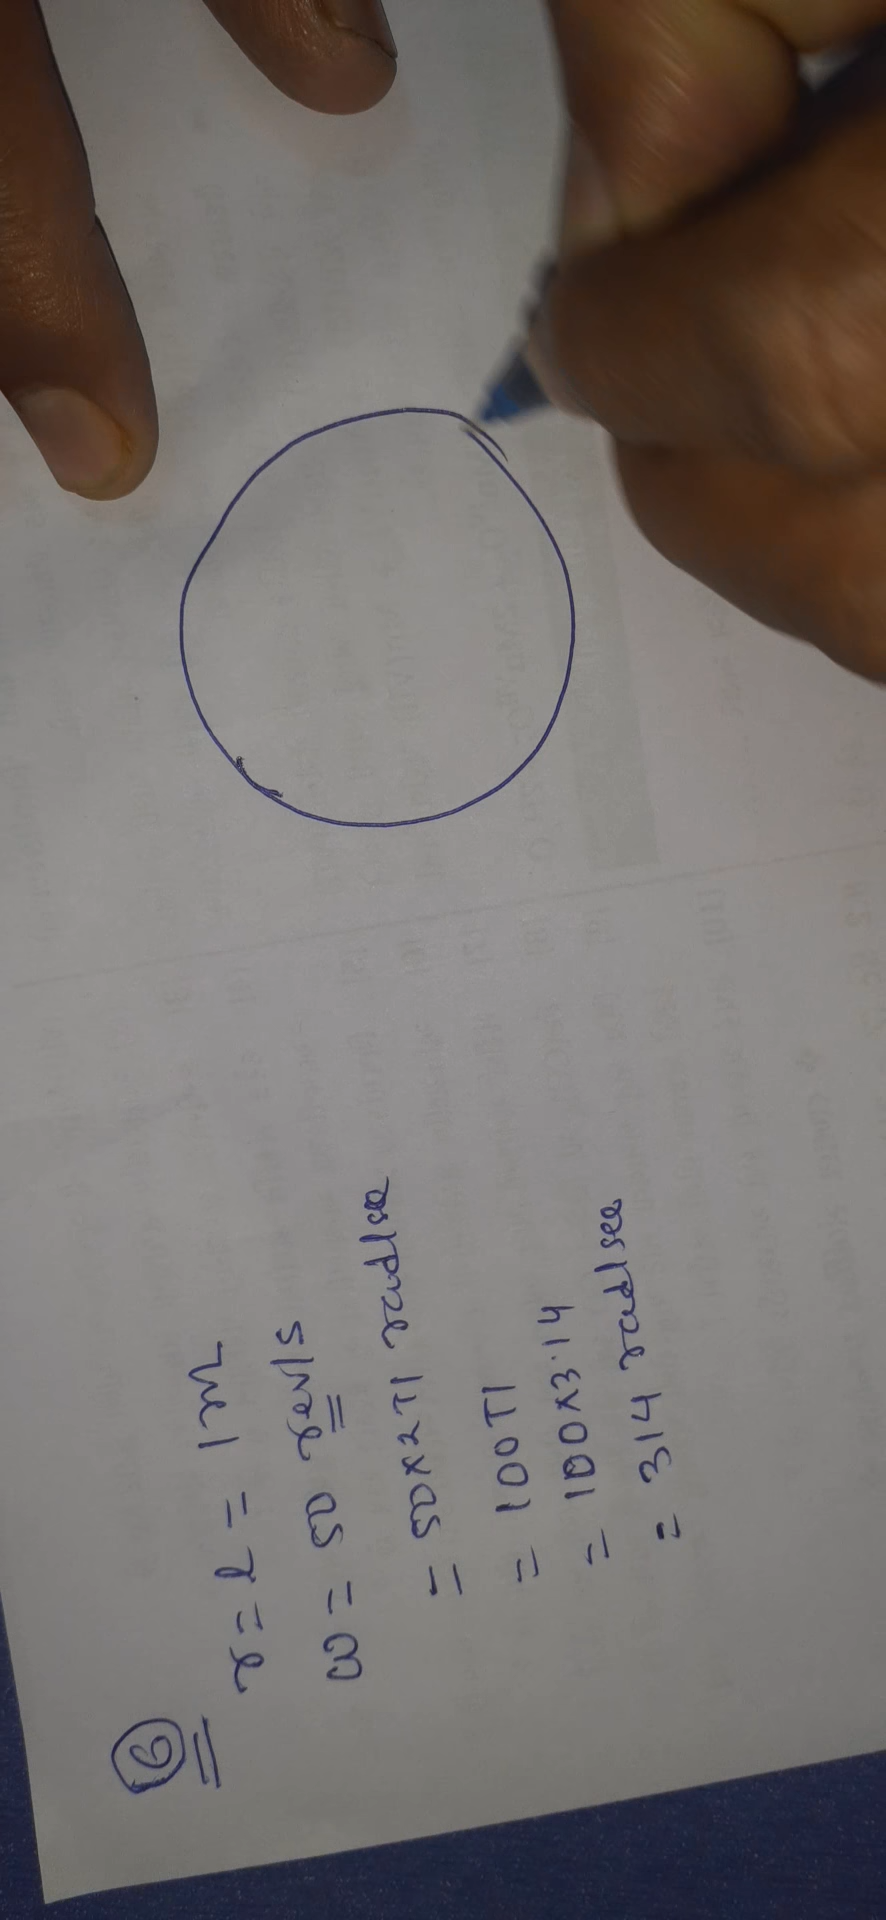 6
r = l = 1m
ω = 50 rev/s
= 50×2π rad/sec
= 100π
= 100×3.14
= 314 rad/sec